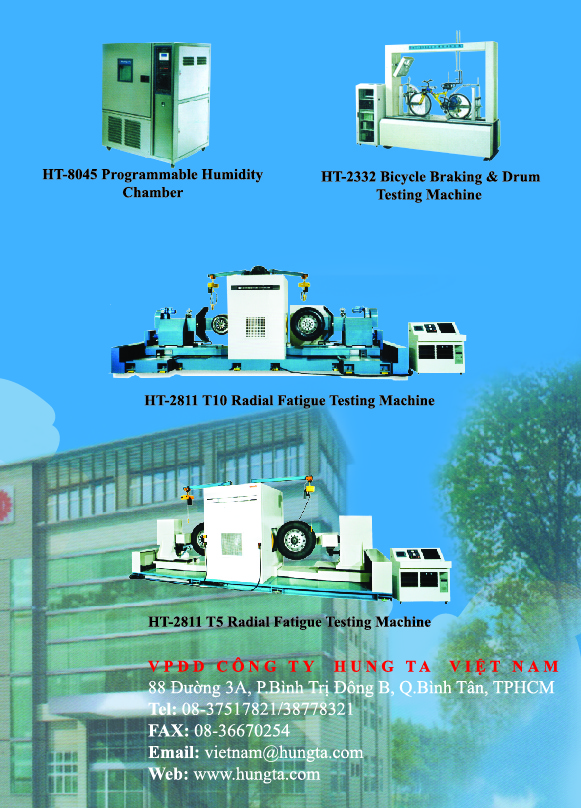 HT-8045 Programmable Humidity
Chamber
HT-2332 Bicycle Braking & Drum
Testing Machine
HT-2811 T10 Radial Fatigue Testing Machine
HT-2811 T5 Radial Fatigue Testing Machine
VPDD CÔNG TY HUNG TA VIỆT NAM
88 Đường 3A, P.Bình Trị Đông B, Q.Bình Tân, TPHCM
Tel: 08-37517821/38778321
FAX: 08-36670254
Email: vietnam@hungta.com
Web: www.hungta.com